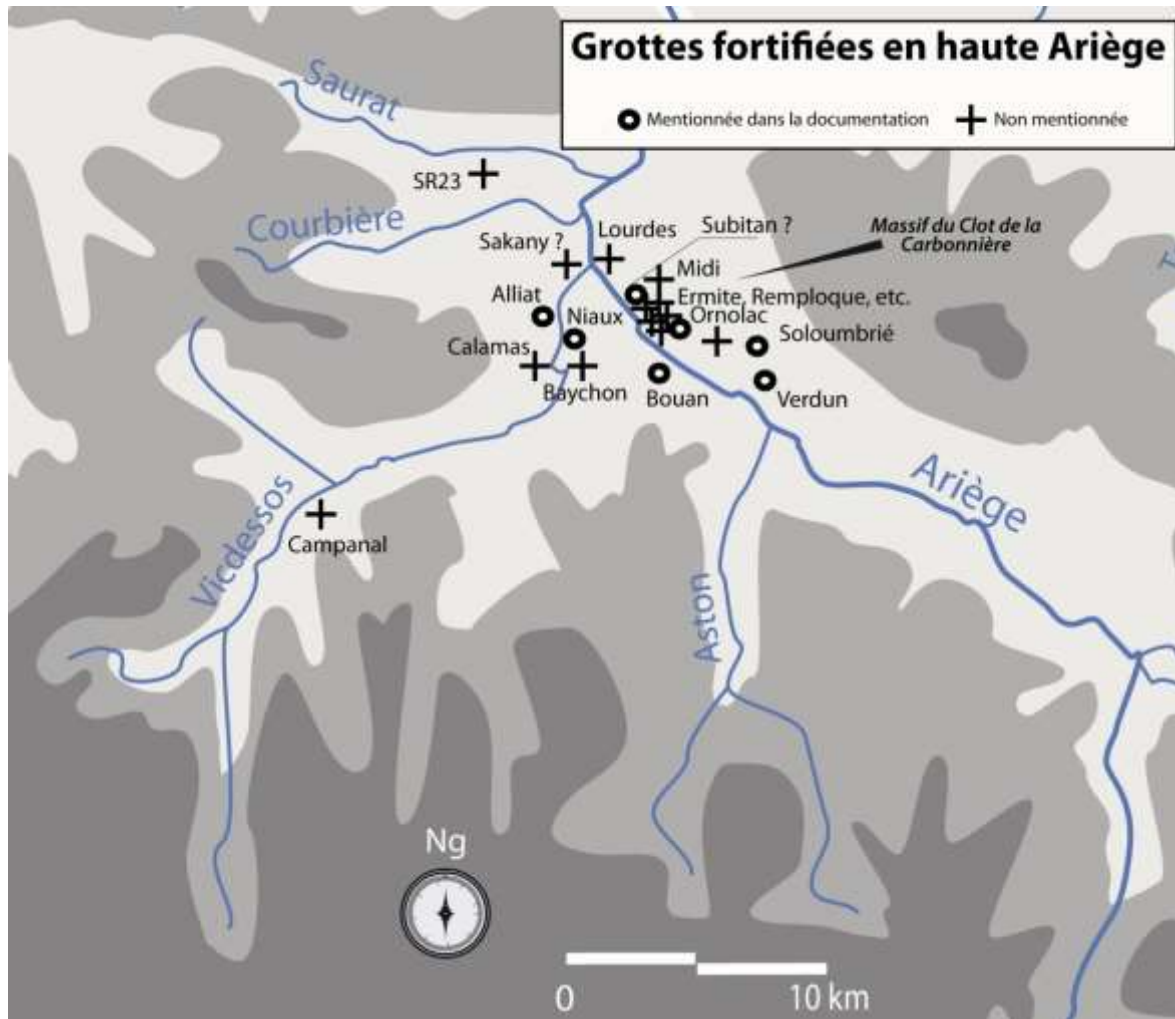 Grottes fortifiées en haute Ariège
Mentionnée dans la documentation
Non mentionnée
Saurat
SR23
Courbière
Sakany ?
Lourdes
Subitan ?
Massif du Clot de la
Carbonnière
Midi
Alliat
Niaux
Ermite, Remploque, etc.
Ornolac
Soloumbrié
Calamas
Baychon
Bouan
Verdun
Ariège
Vicdessos
Campanal
Aston
Ng
0
10 km